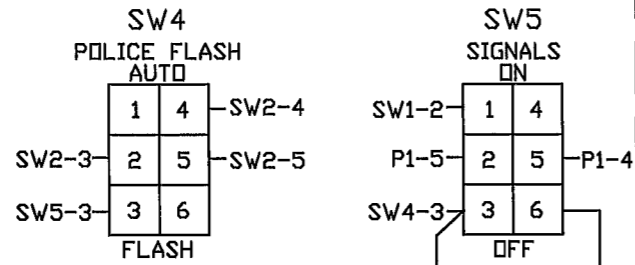 SW4
POLICE FLASH
AUTO
1 4 SW2-4
SW2-3 2 5 SW2-5
SW5-3 3 6
FLASH
SW5
SIGNALS
ON
SW1-2 1 4
P1-5 2 5 P1-4
SW4-3 3 6
OFF